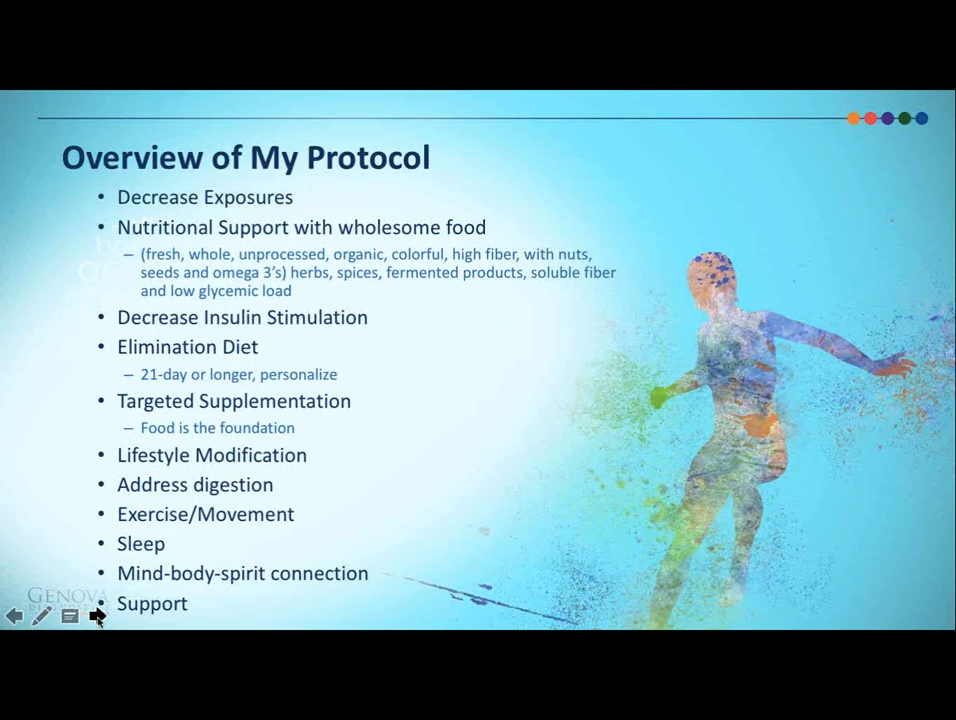 Overview of My Protocol
• Decrease Exposures
• Nutritional Support with wholesome food
– (fresh, whole, unprocessed, organic, colorful, high fiber, with nuts,
seeds and omega 3's) herbs, spices, fermented products, soluble fiber
and low glycemic load
• Decrease Insulin Stimulation
• Elimination Diet
– 21-day or longer, personalize
• Targeted Supplementation
– Food is the foundation
• Lifestyle Modification
• Address digestion
• Exercise/Movement
• Sleep
• Mind-body-spirit connection
• Support
GENOVA